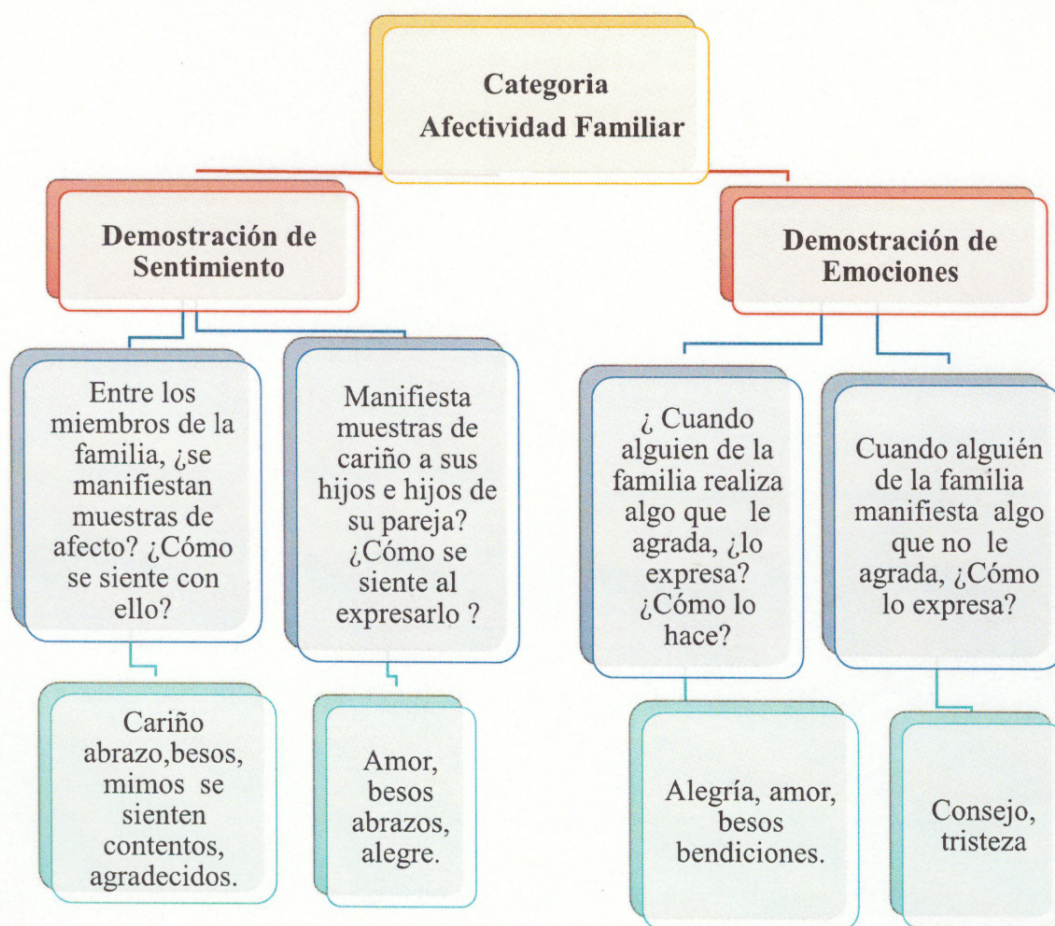 Categoria
Afectividad Familiar
Demostración de
Sentimiento
Demostración de
Emociones
Entre los
miembros de la
familia, ¿se
manifiestan
muestras de
afecto? ¿Cómo
se siente con
ello?
Manifiesta
muestras de
cariño a sus
hijos e hijos de
su pareja?
¿Cómo se
siente al
expresarlo ?
¿ Cuando
alguien de la
familia realiza
algo que le
agrada, ¿lo
expresa?
¿Cómo lo
hace?
Cuando alguién
de la familia
manifiesta algo
que no le
agrada, ¿Cómo
lo expresa?
Cariño
abrazo,besos,
mimos se
sienten
contentos,
agradecidos.
Amor,
besos
abrazos,
alegre.
Alegría, amor,
besos
bendiciones.
Consejo,
tristeza